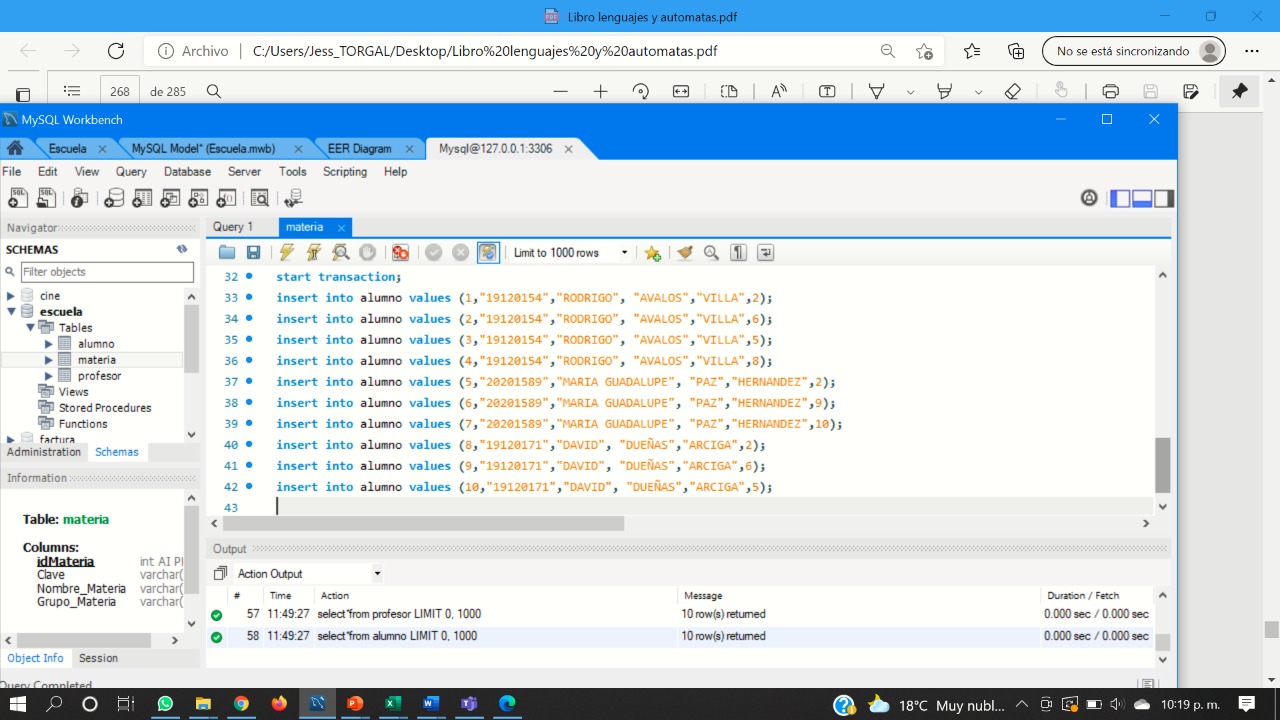 Libro lenguajes y automatas.pdf
Archivo | C:/Users/Jess_TORGAL/Desktop/Libro%20lenguajes%20y%20automatas.pdf
No se está sincronizando
268 de 285
MySQL Workbench
Escuela
MySQL Model* (Escuela.mwb)
EER Diagram
Mysql@127.0.0.1:3306
File Edit View Query Database Server Tools Scripting Help
Navigator
SCHEMAS
Filter objects
cine
escuela
Tables
alumno
materia
profesor
Views
Stored Procedures
Functions
factura
Administration Schemas
Information
Table: materia
Columns:
idMateria int AI P
Clave varchar(
Nombre_Materia varchar(
Grupo_Materia varchar(
Object Info Session
Query Completed
Query 1 materia
Limit to 1000 rows
32 start transaction;
33 insert into alumno values (1,"19120154","RODRIGO", "AVALOS","VILLA",2);
34 insert into alumno values (2,"19120154","RODRIGO", "AVALOS","VILLA",6);
35 insert into alumno values (3,"19120154","RODRIGO", "AVALOS","VILLA",5);
36 insert into alumno values (4,"19120154","RODRIGO", "AVALOS","VILLA",8);
37 insert into alumno values (5,"20201589","MARIA GUADALUPE", "PAZ","HERNANDEZ",2);
38 insert into alumno values (6,"20201589","MARIA GUADALUPE", "PAZ","HERNANDEZ",9);
39 insert into alumno values (7,"20201589","MARIA GUADALUPE", "PAZ","HERNANDEZ",10);
40 insert into alumno values (8,"19120171","DAVID", "DUEÑAS","ARCIGA",2);
41 insert into alumno values (9,"19120171","DAVID", "DUEÑAS","ARCIGA",6);
42 insert into alumno values (10,"19120171","DAVID", "DUEÑAS","ARCIGA",5);
43
Output
Action Output
# Time Action Message Duration / Fetch
57 11:49:27 select*from profesor LIMIT 0, 1000 10 row(s) returned 0.000 sec / 0.000 sec
58 11:49:27 select*from alumno LIMIT 0, 1000 10 row(s) returned 0.000 sec / 0.000 sec
18°C Muy nubl... 10:19 p. m.